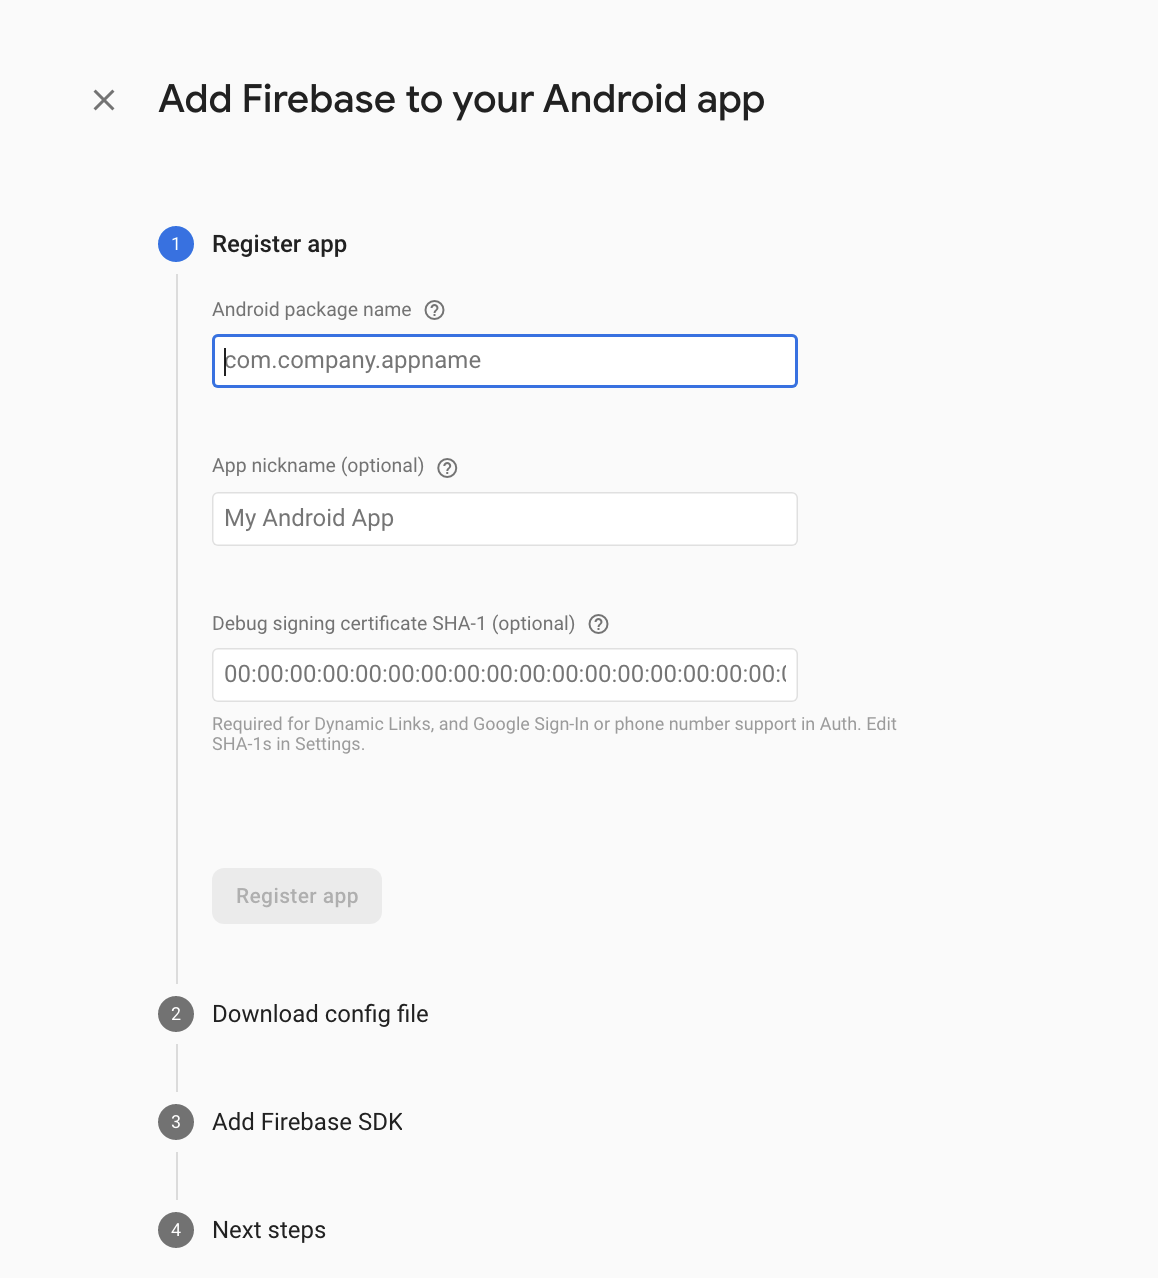 Add Firebase to your Android app
1 Register app
Android package name
com.company.appname
App nickname (optional)
My Android App
Debug signing certificate SHA-1 (optional)
00:00:00:00:00:00:00:00:00:00:00:00:00:00:00:00:00:
Required for Dynamic Links, and Google Sign-In or phone number support in Auth. Edit
SHA-1s in Settings.
Register app
2 Download config file
3 Add Firebase SDK
4 Next steps